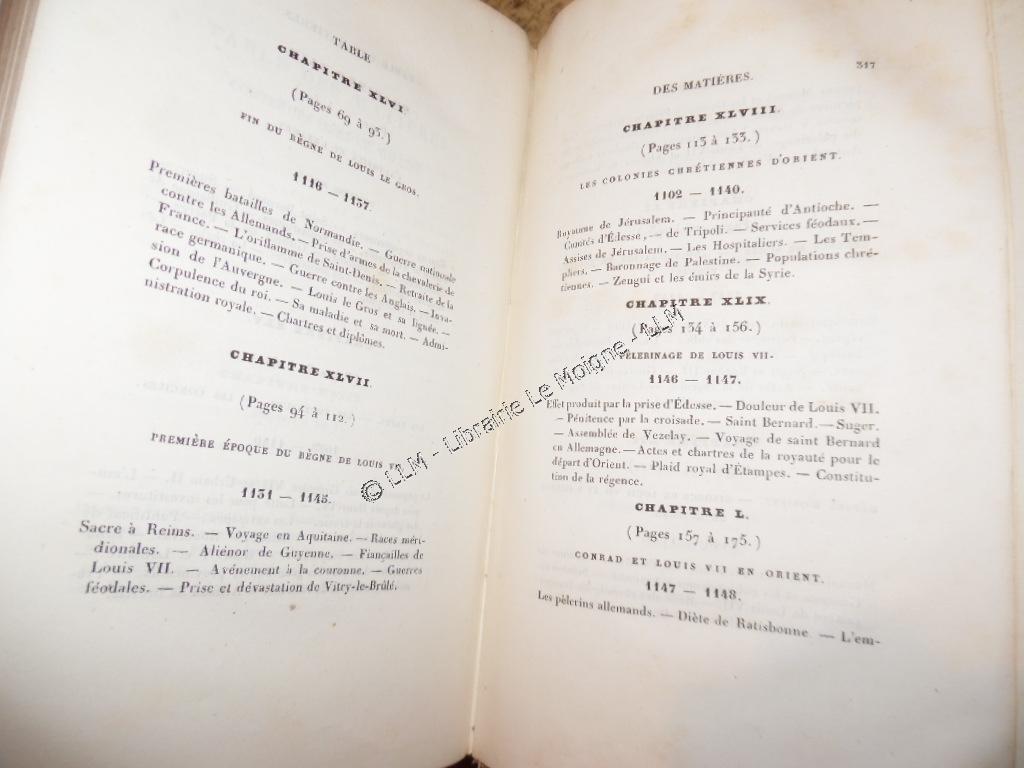 TABLE
CHAPITRE XLVI.
(Pages 69 à 93.)
FIN DU RÈGNE DE LOUIS LE GROS.
1116 — 1137.
Premières batailles de Normandie. — Guerre nationale
contre les Allemands. — Prise d'armes de la chevalerie de
France. — L'oriflamme de Saint-Denis. — Retraite de la
race germanique. — Guerre contre les Anglais. — Inva-
sion de l'Auvergne. — Louis le Gros et sa lignée. —
Corpulence du roi. — Sa maladie et sa mort. — Admi-
nistration royale. — Chartres et diplômes.
CHAPITRE XLVII.
(Pages 94 à 112.)
PREMIÈRE ÉPOQUE DU RÈGNE DE LOUIS VII.
1131 — 1145.
Sacre à Reims. — Voyage en Aquitaine. — Races méri-
dionales. — Aliénor de Guyenne. — Fiançailles de
Louis VII. — Avénement à la couronne. — Guerres
féodales. — Prise et dévastation de Vitry-le-Brûlé.
DES MATIÈRES.
317
CHAPITRE XLVIII.
(Pages 113 à 133.)
LES COLONIES CHRÉTIENNES D'ORIENT.
1102 — 1140.
Royaume de Jérusalem. — Principauté d'Antioche. —
Comtés d'Édesse, — de Tripoli. — Services féodaux. —
Assises de Jérusalem. — Les Hospitaliers. — Les Tem-
pliers. — Baronnage de Palestine. — Populations chré-
tiennes. — Zengui et les émirs de la Syrie.
CHAPITRE XLIX.
(Pages 134 à 156.)
PÈLERINAGE DE LOUIS VII.
1146 — 1147.
Effet produit par la prise d'Édesse. — Douleur de Louis VII.
— Pénitence par la croisade. — Saint Bernard. — Suger.
— Assemblée de Vezelay. — Voyage de saint Bernard
en Allemagne. — Actes et chartres de la royauté pour le
départ d'Orient. — Plaid royal d'Étampes. — Constitu-
tion de la régence.
CHAPITRE L.
(Pages 157 à 175.)
CONRAD ET LOUIS VII EN ORIENT.
1147 — 1148.
Les pèlerins allemands. — Diète de Ratisbonne. — L'em-
© LLM - Librairie Le Moigne - LLM